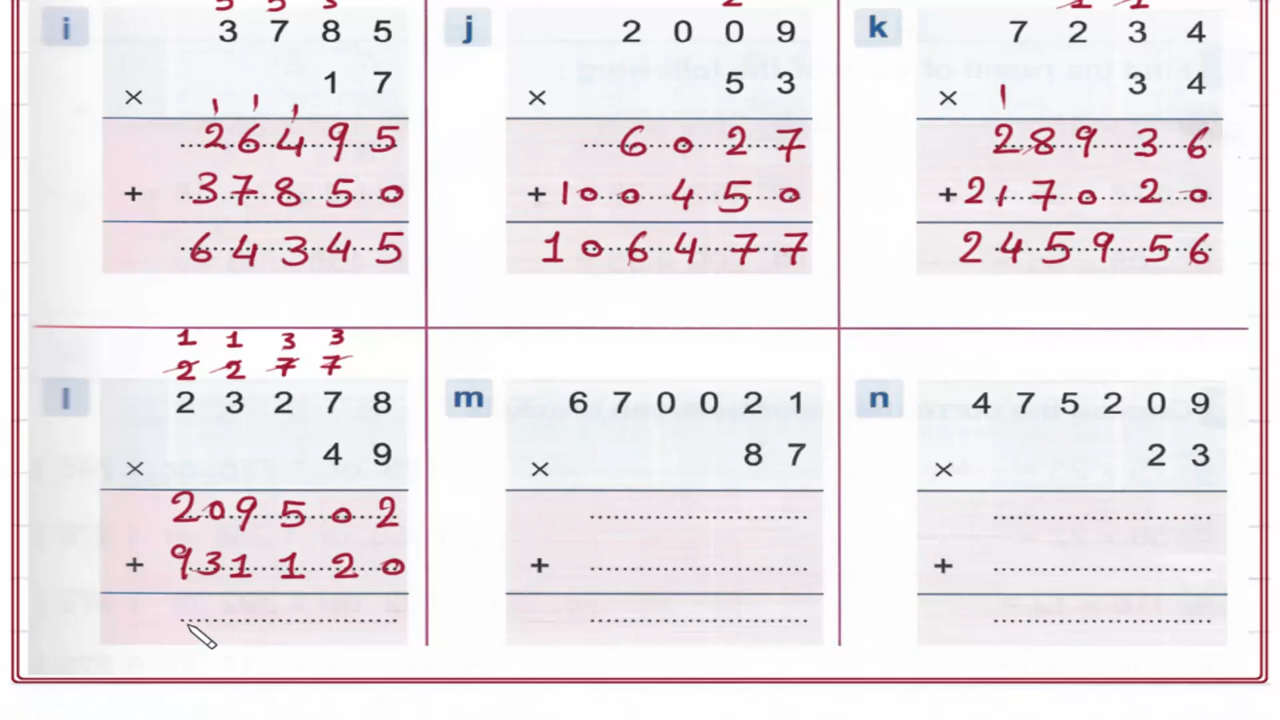 i
3 7 8 5
× 1 7
1 1 1
2 6 4 9 5
+ 3 7 8 5 0
6 4 3 4 5
j
2 0 0 9
× 5 3
6 0 2 7
+ 1 0 0 4 5 0
1 0 6 4 7 7
k
7 2 3 4
× 3 4
1
2 8 9 3 6
+ 2 1 7 0 2 0
2 4 5 9 5 6
1 1 3 3
2 2 7 7
l
2 3 2 7 8
× 4 9
2 0 9 5 0 2
+ 9 3 1 1 2 0
m
6 7 0 0 2 1
× 8 7
+
n
4 7 5 2 0 9
× 2 3
+